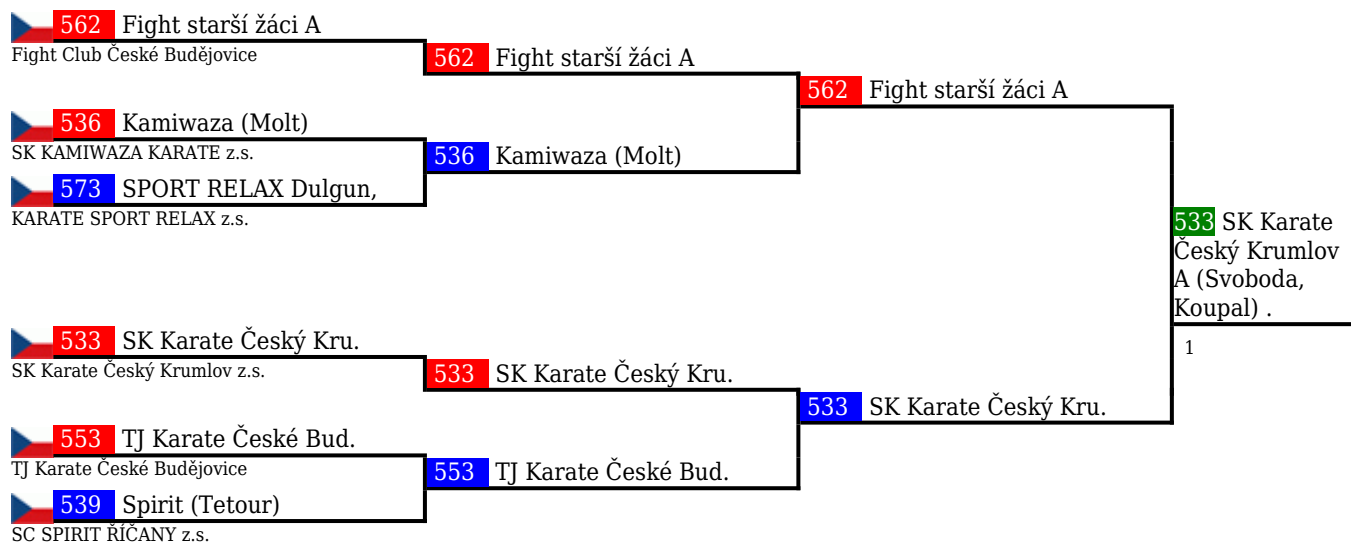 562 Fight starší žáci A
Fight Club České Budějovice
562 Fight starší žáci A
562 Fight starší žáci A
536 Kamiwaza (Molt)
SK KAMIWAZA KARATE z.s.
536 Kamiwaza (Molt)
573 SPORT RELAX Dulgun,
KARATE SPORT RELAX z.s.
533 SK Karate
Český Krumlov
A (Svoboda,
Koupal) .
1
533 SK Karate Český Kru.
SK Karate Český Krumlov z.s.
533 SK Karate Český Kru.
533 SK Karate Český Kru.
553 TJ Karate České Bud.
TJ Karate České Budějovice
553 TJ Karate České Bud.
539 Spirit (Tetour)
SC SPIRIT ŘÍČANY z.s.